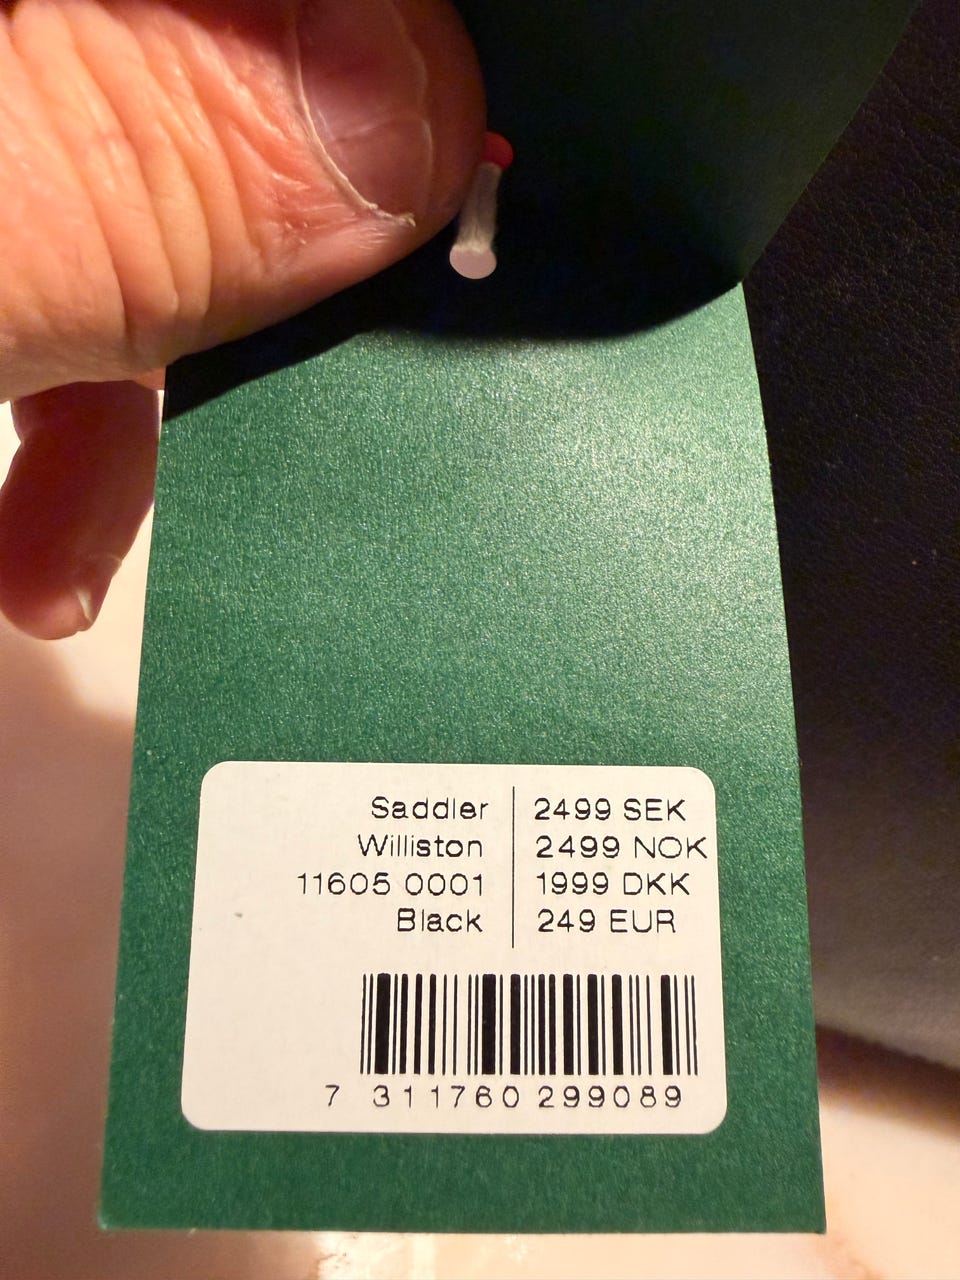 Saddler
Williston
11605 0001
Black
2499 SEK
2499 NOK
1999 DKK
249 EUR
7 311760 299089